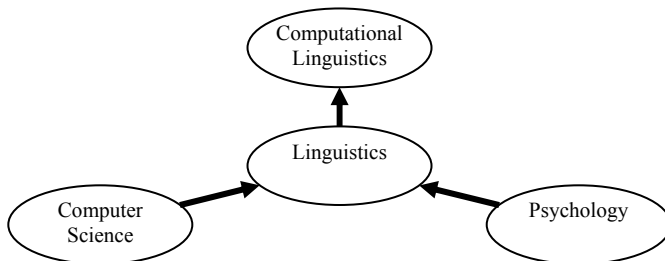 Computational
Linguistics
Linguistics
Computer
Science
Psychology